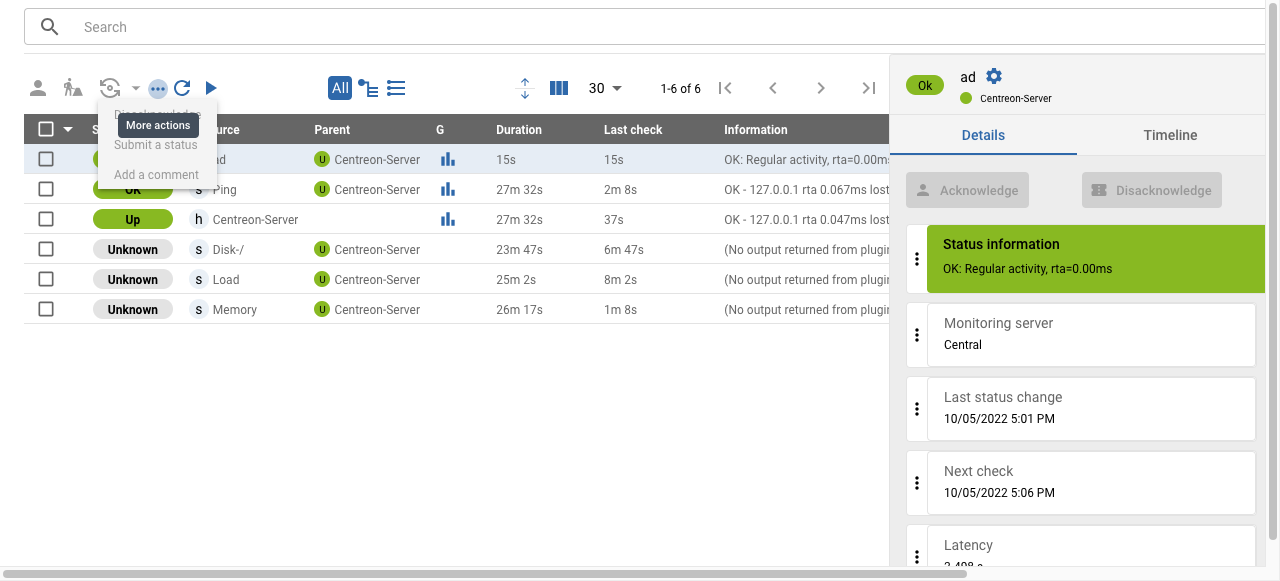 Search
All
30
1-6 of 6
Disacknowledge
More actions
Submit a status
Add a comment
S
urce
Parent
G
Duration
Last check
Information
ad
U Centreon-Server
15s
15s
OK: Regular activity, rta=0.00ms
OK
s
Ping
U Centreon-Server
27m 32s
2m 8s
OK - 127.0.0.1 rta 0.067ms lost
Up
h
Centreon-Server
27m 32s
37s
OK - 127.0.0.1 rta 0.047ms lost
Unknown
s
Disk-/
U Centreon-Server
23m 47s
6m 47s
(No output returned from plugin
Unknown
s
Load
U Centreon-Server
25m 2s
8m 2s
(No output returned from plugin
Unknown
s
Memory
U Centreon-Server
26m 17s
1m 8s
(No output returned from plugin
Ok
ad
Centreon-Server
Details
Timeline
Acknowledge
Disacknowledge
Status information
OK: Regular activity, rta=0.00ms
Monitoring server
Central
Last status change
10/05/2022 5:01 PM
Next check
10/05/2022 5:06 PM
Latency